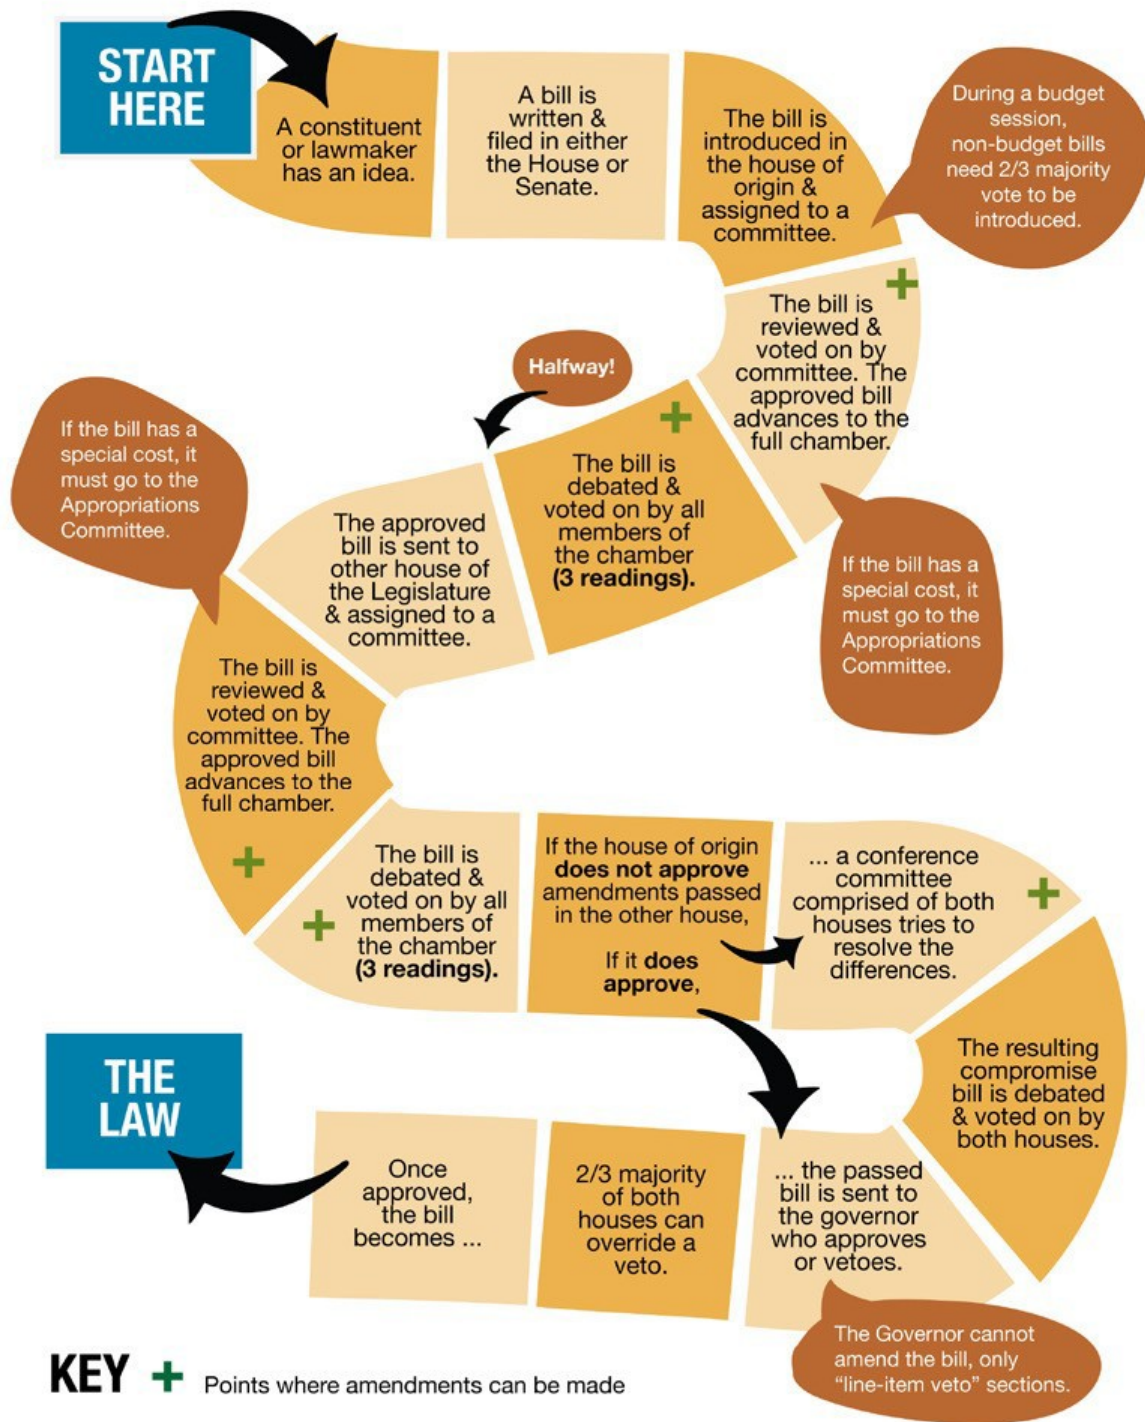 START
HERE
A constituent
or lawmaker
has an idea.
A bill is
written &
filed in either
the House or
Senate.
The bill is
introduced in
the house of
origin &
assigned to a
committee.
During a budget
session,
non-budget bills
need 2/3 majority
vote to be
introduced.
The bill is
reviewed &
voted on by
committee. The
approved bill
advances to the
full chamber.
If the bill has a
special cost, it
must go to the
Appropriations
Committee.
The bill is
debated &
voted on by all
members of
the chamber
(3 readings).
Halfway!
The approved
bill is sent to
other house of
the Legislature
& assigned to a
committee.
If the bill has a
special cost, it
must go to the
Appropriations
Committee.
The bill is
reviewed &
voted on by
committee. The
approved bill
advances to the
full chamber.
The bill is
debated &
voted on by all
members of
the chamber
(3 readings).
If the house of origin
does not approve
amendments passed
in the other house,
If it does
approve,
... a conference
committee
comprised of both
houses tries to
resolve the
differences.
The resulting
compromise
bill is debated
& voted on by
both houses.
... the passed
bill is sent to
the governor
who approves
or vetoes.
The Governor cannot
amend the bill, only
“line-item veto” sections.
2/3 majority
of both
houses can
override a
veto.
Once
approved,
the bill
becomes ...
THE
LAW
KEY + Points where amendments can be made